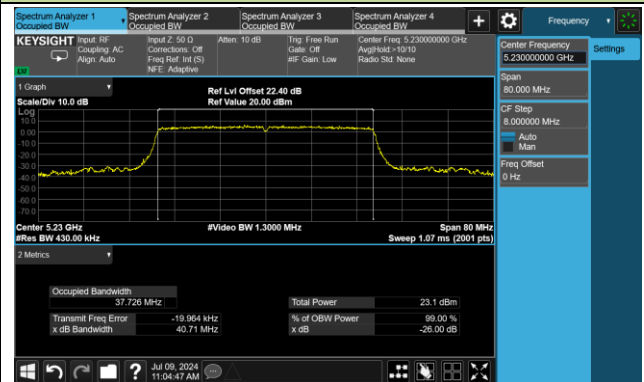 Spectrum Analyzer 1
Occupied BW
Spectrum Analyzer 2
Occupied BW
Spectrum Analyzer 3
Occupied BW
Spectrum Analyzer 4
Occupied BW
+
Frequency
KEYSIGHT
Input: RF
Coupling: AC
Align: Auto
Input Z: 50 Ω
Corrections: Off
Freq Ref: Int (S)
NFE: Adaptive
Atten: 10 dB
Trig: Free Run
Gate: Off
#IF Gain: Low
Center Freq: 5.230000000 GHz
Avg|Hold:>10/10
Radio Std: None
Center Frequency
5.230000000 GHz
Settings
Span
80.000 MHz
CF Step
8.000000 MHz
Auto
Man
Freq Offset
0 Hz
1 Graph
Scale/Div 10.0 dB
Ref Lvl Offset 22.40 dB
Ref Value 20.00 dBm
Log
10.0
0.00
-10.0
-20.0
-30.0
-40.0
-50.0
-60.0
-70.0
Center 5.23 GHz
#Res BW 430.00 kHz
#Video BW 1.3000 MHz
Span 80 MHz
Sweep 1.07 ms (2001 pts)
2 Metrics
Occupied Bandwidth
37.726 MHz
Total Power
23.1 dBm
Transmit Freq Error
-19.964 kHz
% of OBW Power
99.00 %
x dB Bandwidth
40.71 MHz
x dB
-26.00 dB
?
Jul 09, 2024
11:04:47 AM